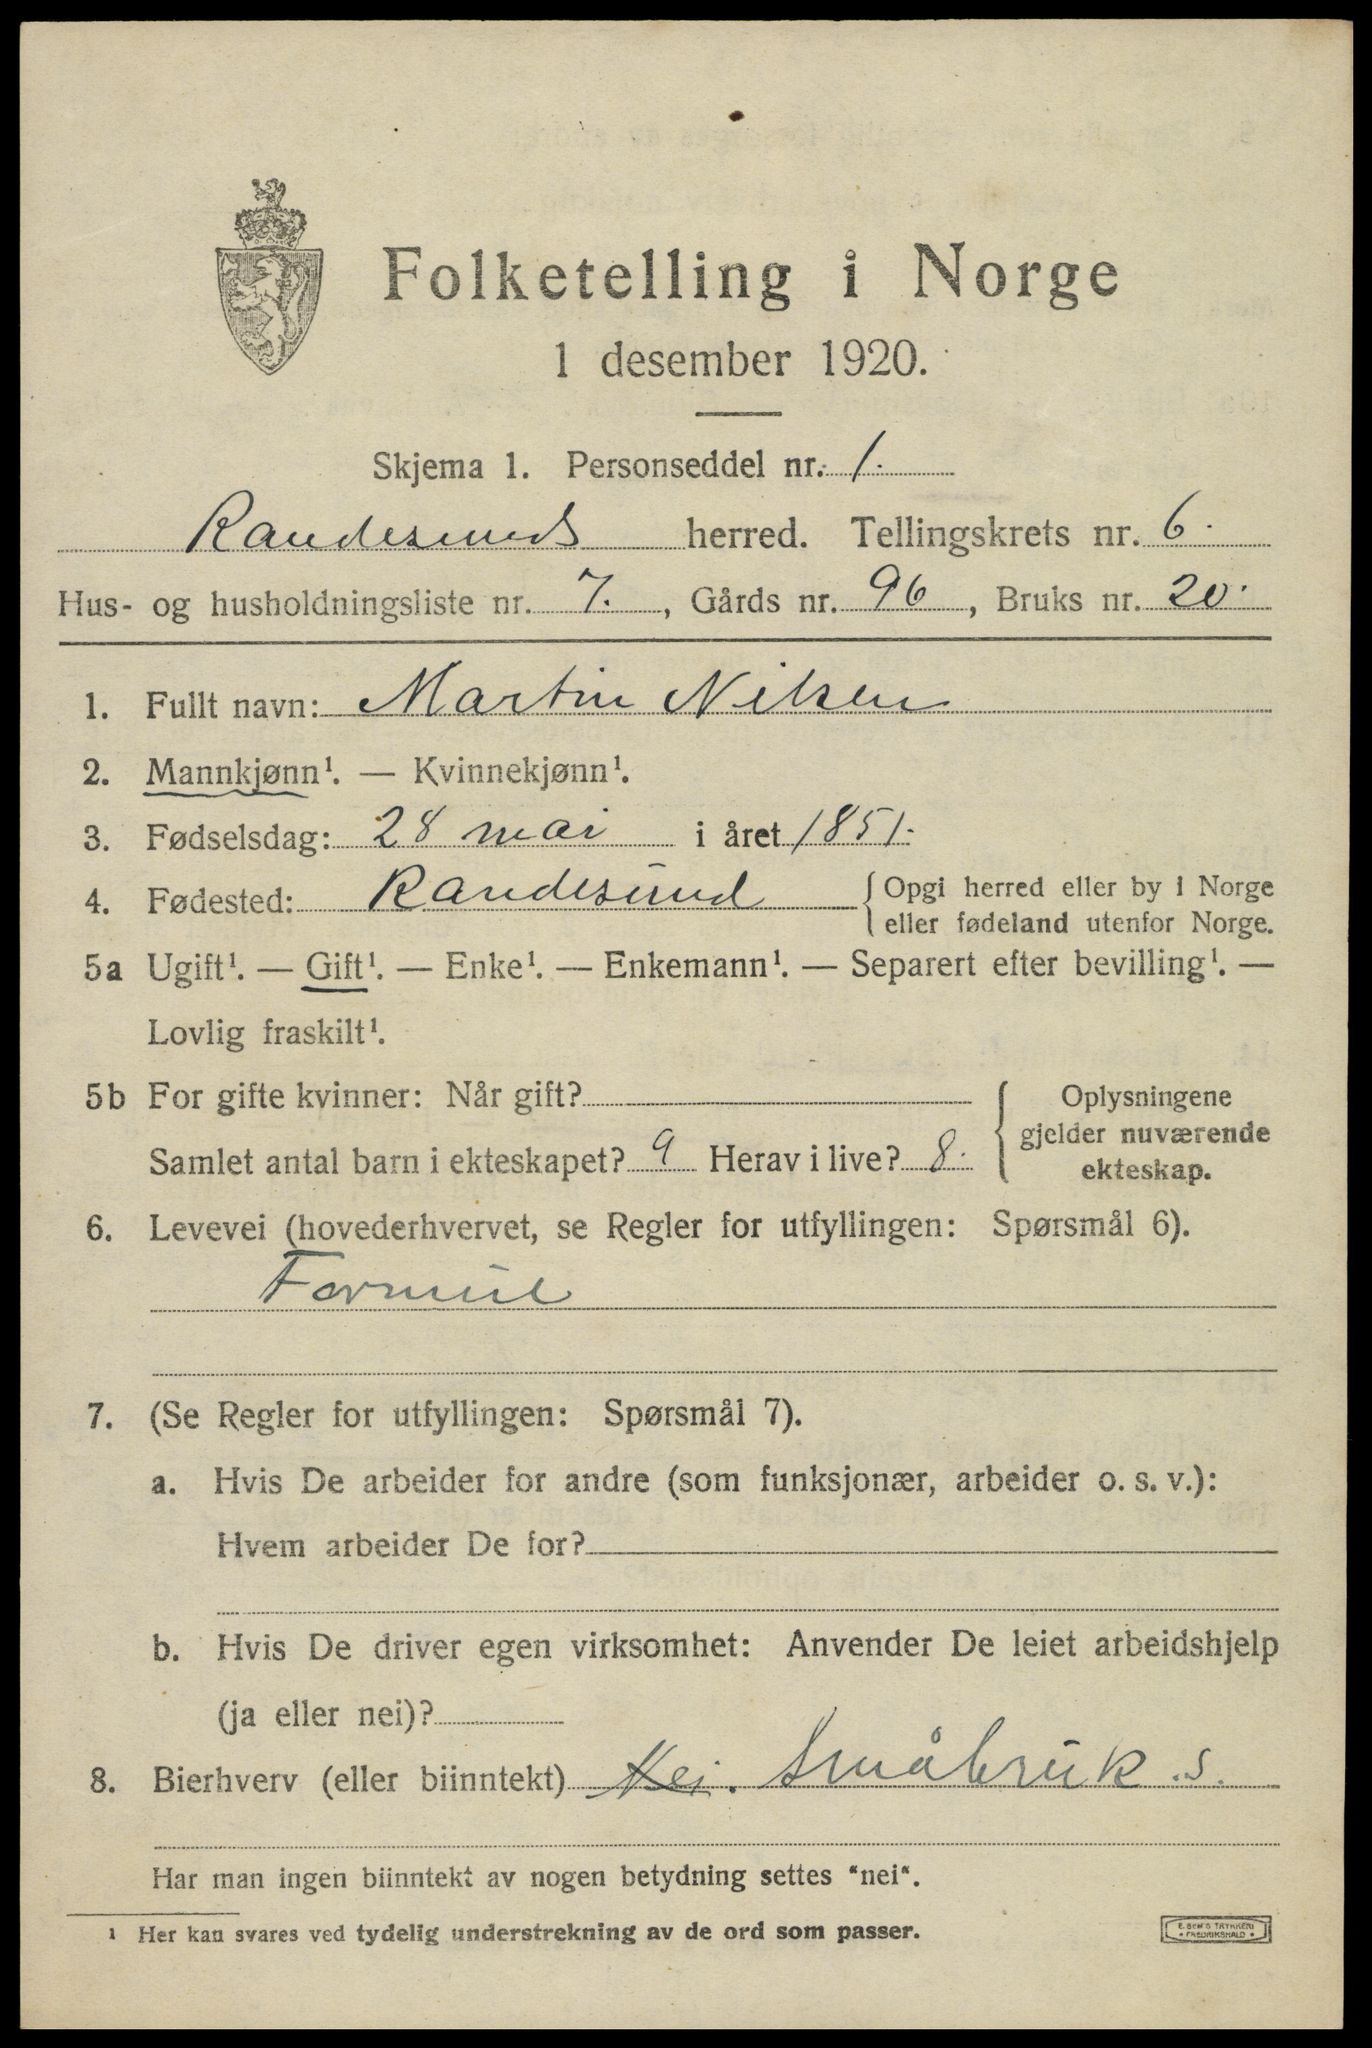 Folketelling i Norge
1 desember 1920.
Skjema 1. Personseddel nr. 1.
Randesunds herred. Tellingskrets nr. 6.
Hus- og husholdningsliste nr. 7. , Gårds nr. 96 , Bruks nr. 20.
1. Fullt navn: Martin Nilsen
2. Mannkjønn¹. — Kvinnekjønn¹.
3. Fødselsdag: 28 mai i året 1851.
4. Fødested: Randesund { Opgi herred eller by i Norge
eller fødeland utenfor Norge.
5a Ugift¹. — Gift¹. — Enke¹. — Enkemann¹. — Separert efter bevilling¹. —
Lovlig fraskilt¹.
5b For gifte kvinner: Når gift?
Samlet antal barn i ekteskapet? 9 Herav i live? 8.
Oplysningene
gjelder nuværende
ekteskap.
6. Levevei (hovederhvervet, se Regler for utfyllingen: Spørsmål 6).
Formue
7. (Se Regler for utfyllingen: Spørsmål 7).
a. Hvis De arbeider for andre (som funksjonær, arbeider o. s. v.):
Hvem arbeider De for?
b. Hvis De driver egen virksomhet: Anvender De leiet arbeidshjelp
(ja eller nei)?
8. Bierhverv (eller biinntekt) Nei. Småbruk .s.
Har man ingen biinntekt av nogen betydning settes "nei".
¹ Her kan svares ved tydelig understrekning av de ord som passer.
E. SEM'S TRYKKERI
* FREDRIKSHALD *